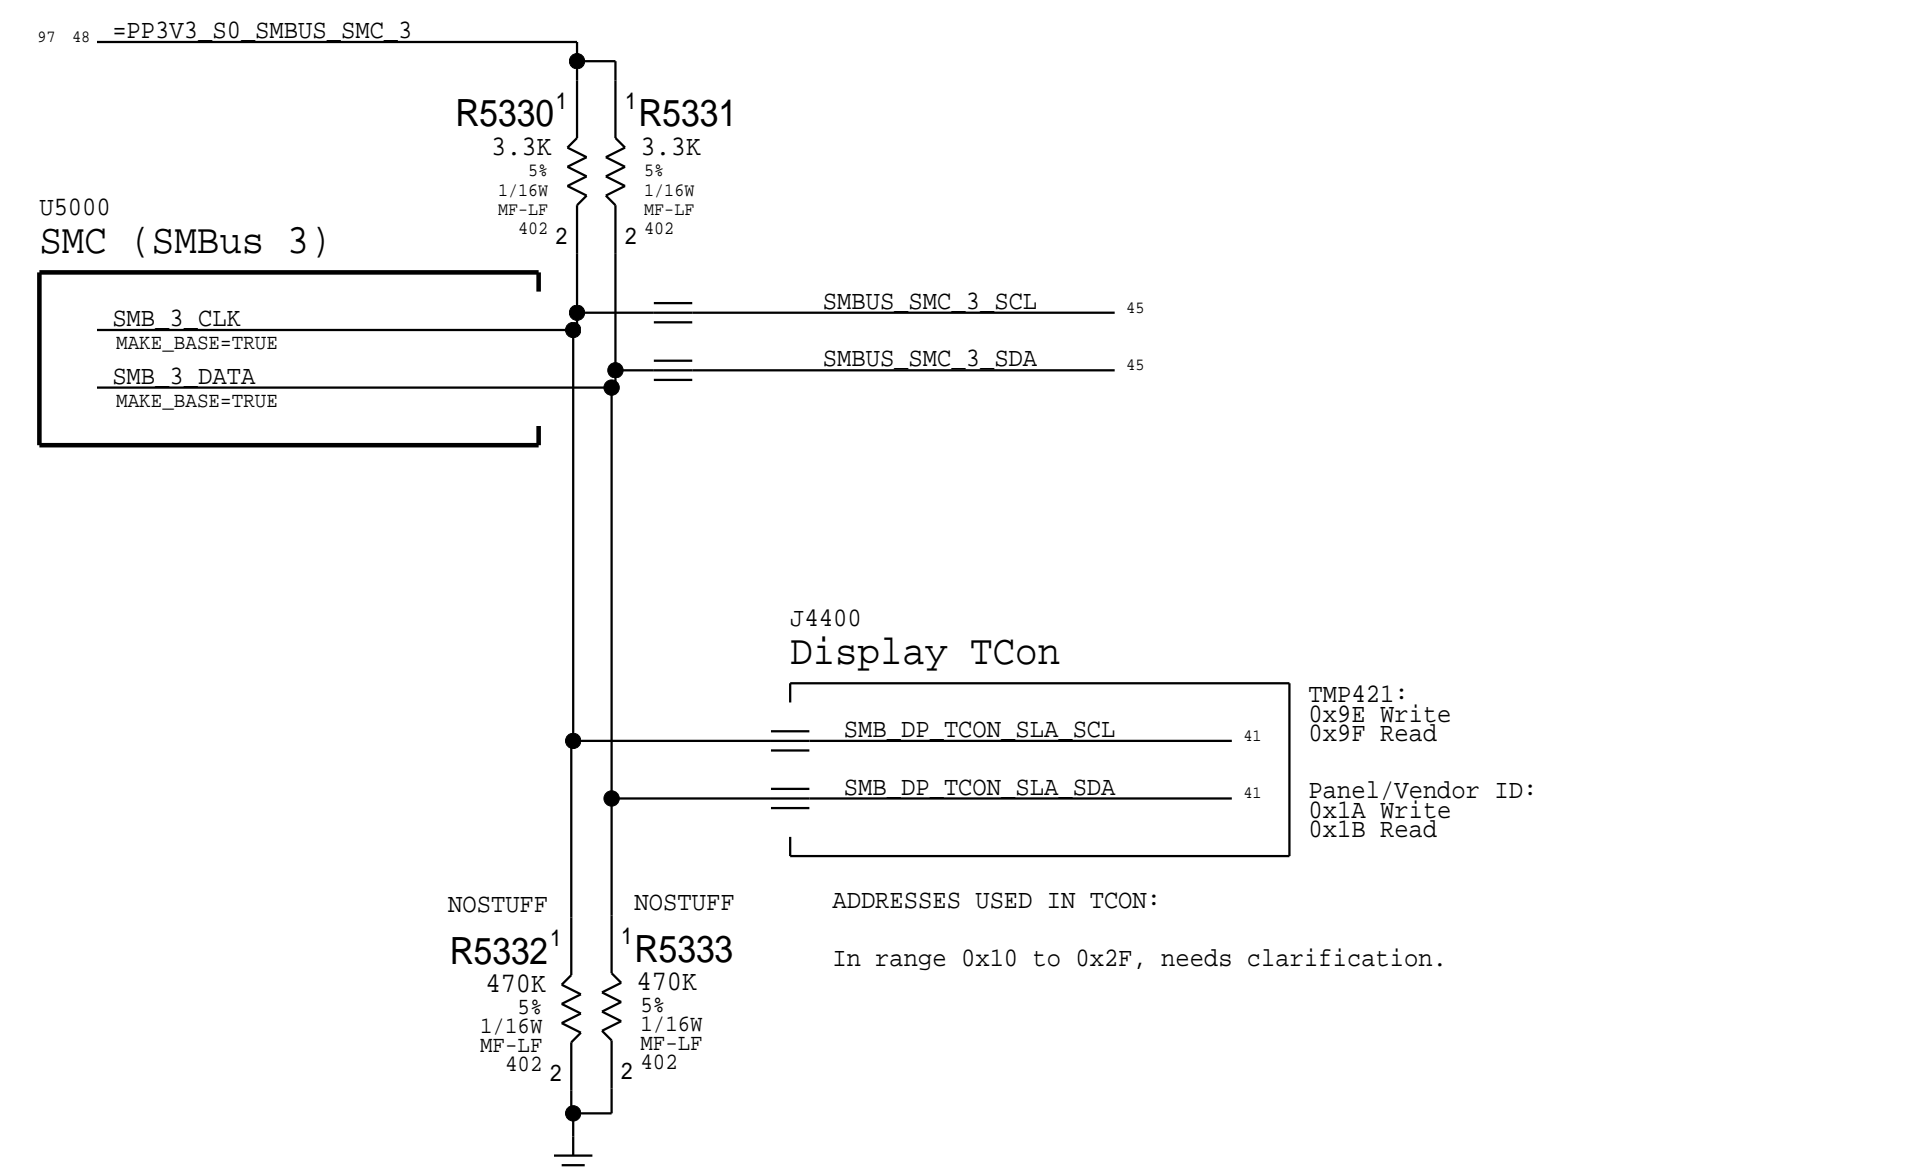 97 48 =PP3V3_S0_SMBUS_SMC_3
R5330 1
3.3K
5%
1/16W
MF-LF
402 2
1 R5331
3.3K
5%
1/16W
MF-LF
2 402
U5000
SMC (SMBus 3)
SMB_3_CLK
MAKE_BASE=TRUE
SMB_3_DATA
MAKE_BASE=TRUE
SMBUS_SMC_3_SCL 45
SMBUS_SMC_3_SDA 45
J4400
Display TCon
SMB_DP_TCON_SLA_SCL 41
SMB_DP_TCON_SLA_SDA 41
TMP421:
0x9E Write
0x9F Read
Panel/Vendor ID:
0x1A Write
0x1B Read
ADDRESSES USED IN TCON:
In range 0x10 to 0x2F, needs clarification.
NOSTUFF
R5332 1
470K
5%
1/16W
MF-LF
402 2
NOSTUFF
1 R5333
470K
5%
1/16W
MF-LF
2 402